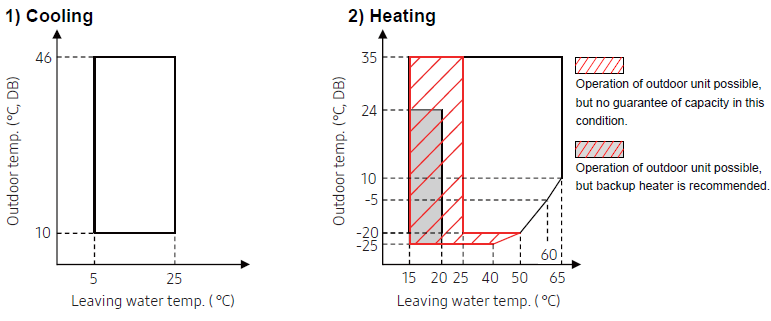 1) Cooling
46
10
5
25
Outdoor temp. (°C, DB)
Leaving water temp. (°C)
2) Heating
35
24
10
-5
-20
-25
60
15
20
25
40
50
65
Outdoor temp. (°C, DB)
Leaving water temp. (°C)
Operation of outdoor unit possible,
but no guarantee of capacity in this
condition.
Operation of outdoor unit possible,
but backup heater is recommended.